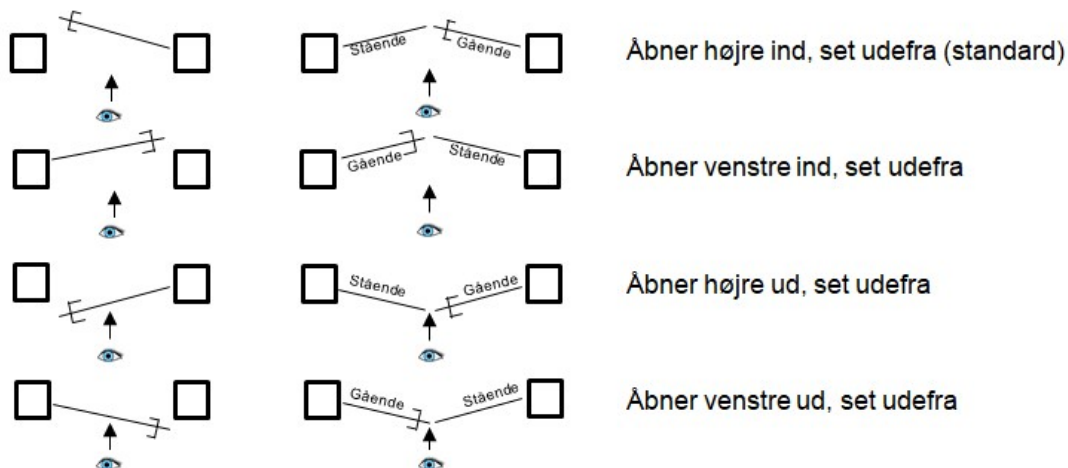 Stående Gående Åbner højre ind, set udefra (standard)
Gående Stående Åbner venstre ind, set udefra
Stående Gående Åbner højre ud, set udefra
Gående Stående Åbner venstre ud, set udefra